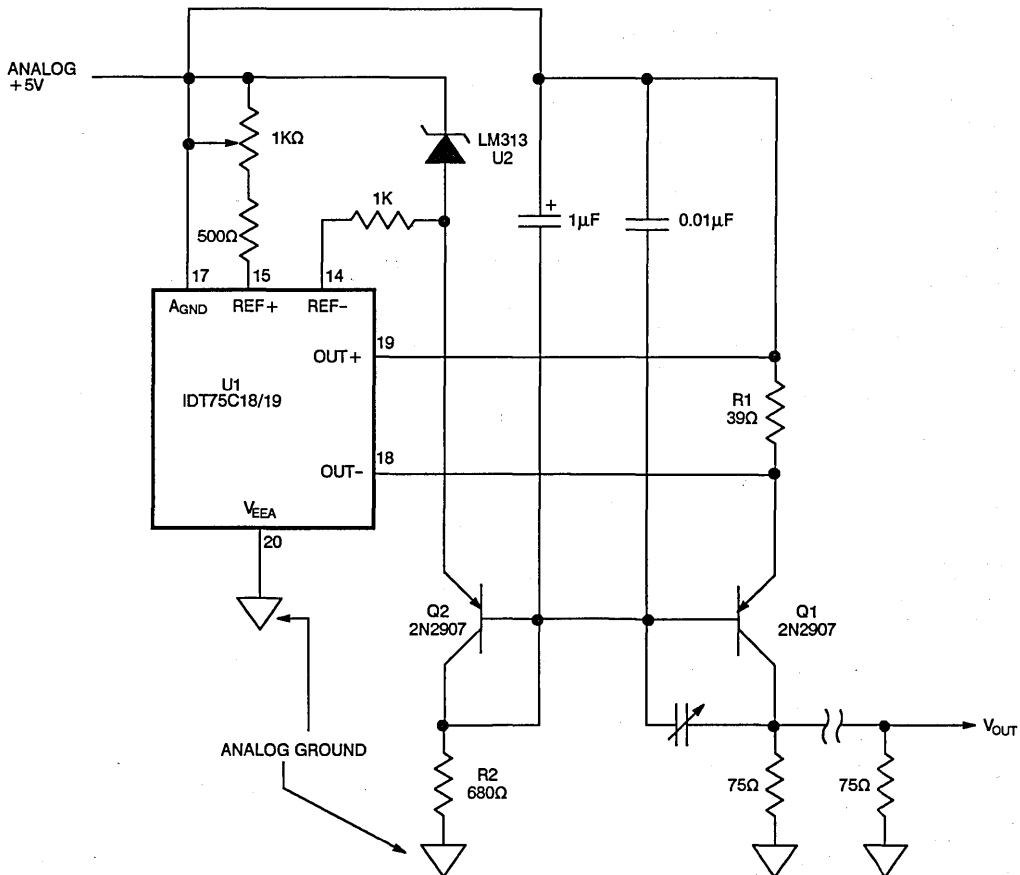 ANALOG
+5V
1KΩ
LM313
U2
1K
+
1µF
0.01µF
500Ω
17
15
14
AGND
REF+
REF-
19
OUT+
U1
IDT75C18/19
R1
39Ω
18
OUT-
VEEA
20
Q2
2N2907
Q1
2N2907
ANALOG GROUND
VOUT
R2
680Ω
75Ω
75Ω